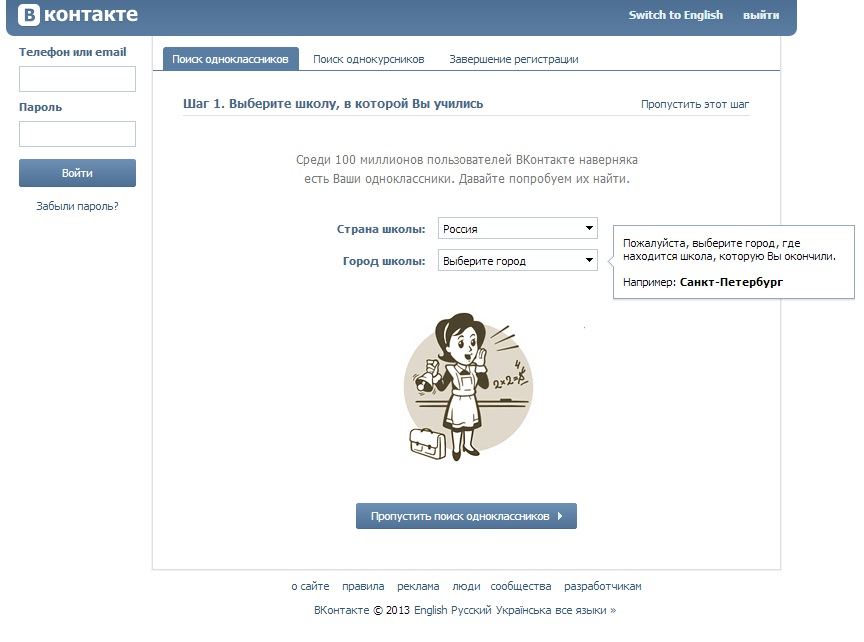 В контакте
Switch to English выйти
Телефон или email
Пароль
Войти
Забыли пароль?
Поиск одноклассников Поиск однокурсников Завершение регистрации
Шаг 1. Выберите школу, в которой Вы учились Пропустить этот шаг
Среди 100 миллионов пользователей ВКонтакте наверняка
есть Ваши одноклассники. Давайте попробуем их найти.
Страна школы: Россия
Город школы: Выберите город
Пожалуйста, выберите город, где
находится школа, которую Вы окончили.
Например: Санкт-Петербург
4
2×2=8
Пропустить поиск одноклассников
о сайте правила реклама люди сообщества разработчикам
ВКонтакте © 2013 English Русский Українська все языки »